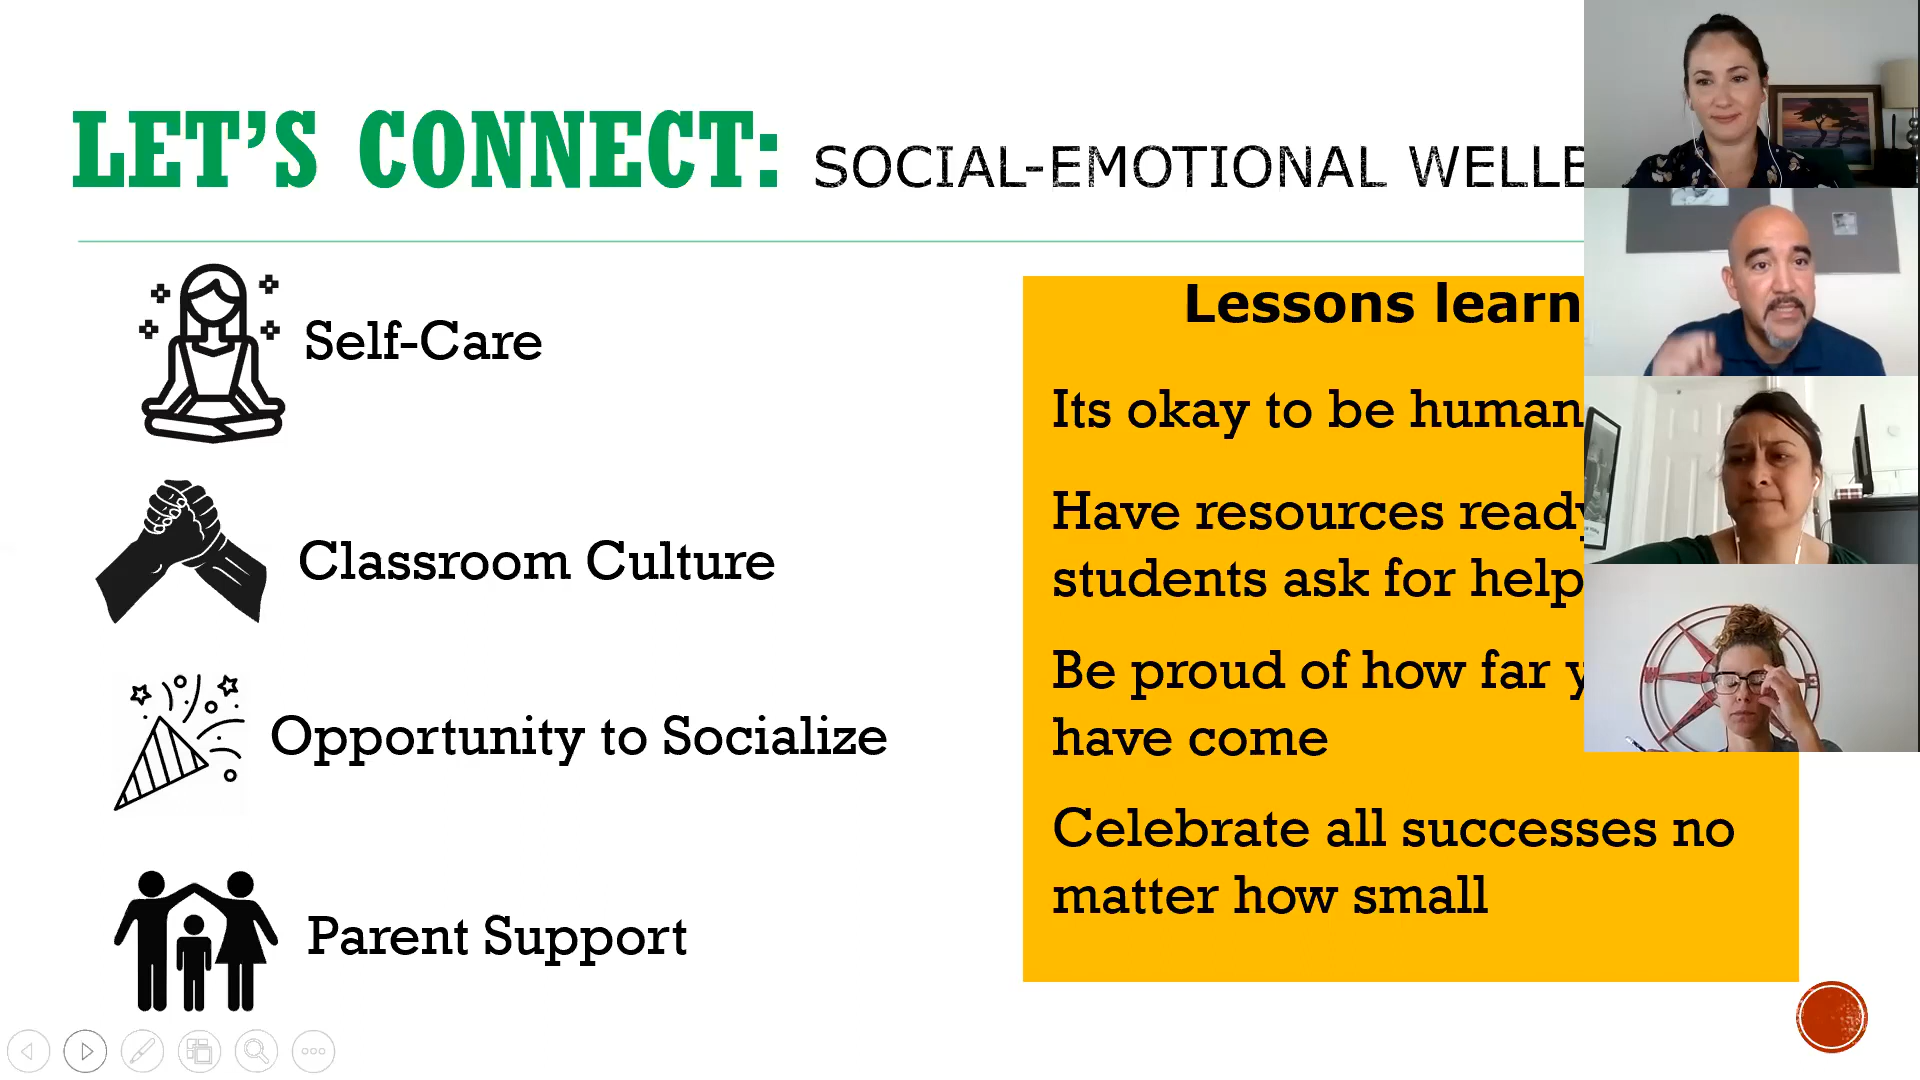 LET'S CONNECT: SOCIAL-EMOTIONAL WELLB
Self-Care
Classroom Culture
Opportunity to Socialize
Parent Support
Lessons learn
Its okay to be human
Have resources ready
students ask for help
Be proud of how far y
have come
Celebrate all successes no
matter how small